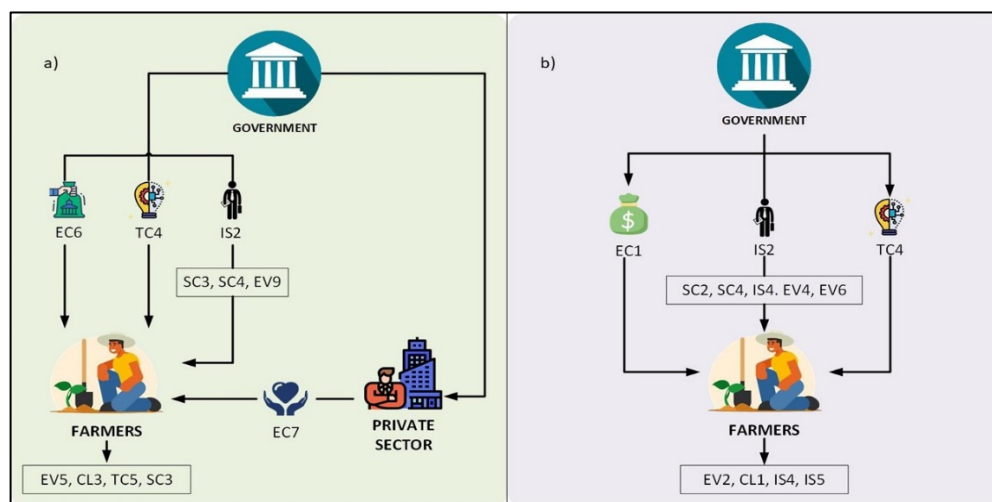 a)
GOVERNMENT
EC6
TC4
IS2
SC3, SC4, EV9
FARMERS
EC7
PRIVATE
SECTOR
EV5, CL3, TC5, SC3
b)
GOVERNMENT
$
EC1
IS2
TC4
SC2, SC4, IS4. EV4, EV6
FARMERS
EV2, CL1, IS4, IS5